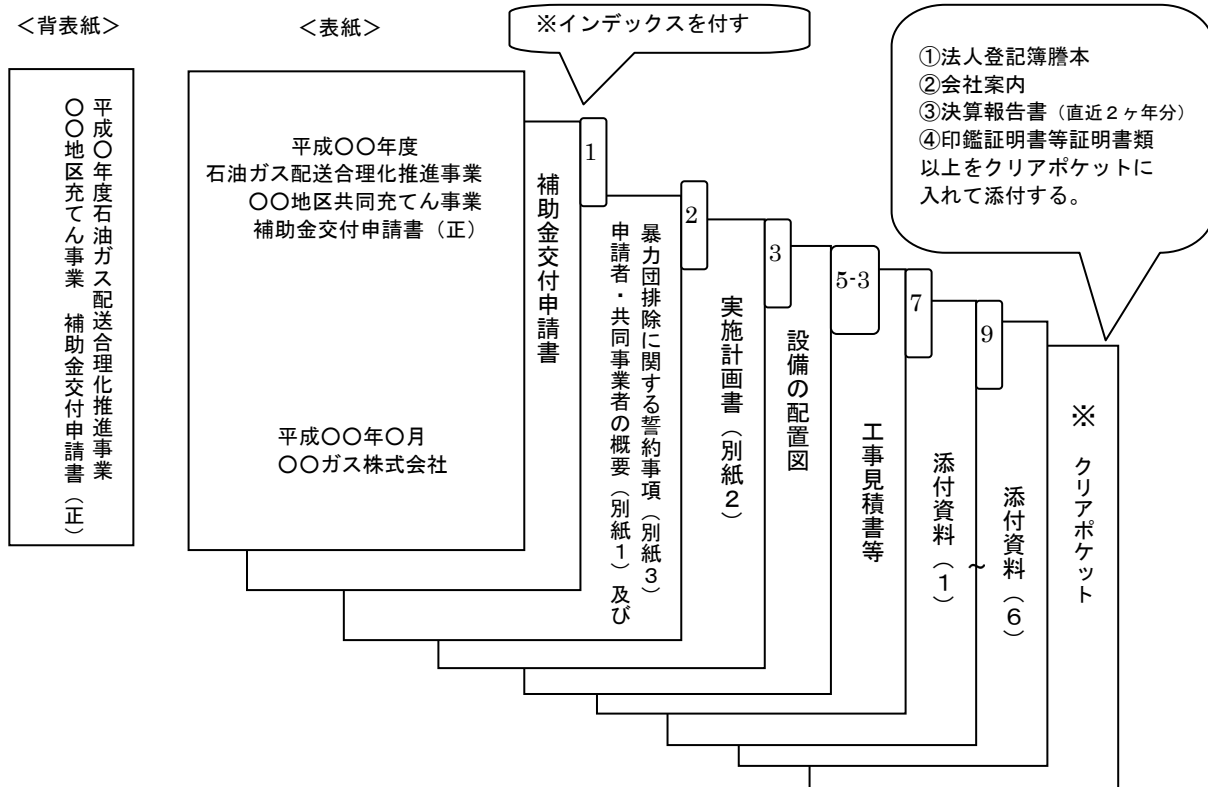 ＜背表紙＞
平成〇年度石油ガス配送合理化推進事業
〇〇地区充てん事業　補助金交付申請書（正）
＜表紙＞
平成〇〇年度
石油ガス配送合理化推進事業
〇〇地区共同充てん事業
補助金交付申請書（正）
平成〇〇年〇月
〇〇ガス株式会社
※インデックスを付す
1
補助金交付申請書
2
申請者・共同事業者の概要（別紙１）及び
暴力団排除に関する誓約事項（別紙３）
3
実施計画書（別紙２）
5-3
設備の配置図
7
工事見積書等
9
添付資料（１）
～
添付資料（６）
※ クリアポケット
①法人登記簿謄本
②会社案内
③決算報告書（直近２ヶ年分）
④印鑑証明書等証明書類
以上をクリアポケットに
入れて添付する。